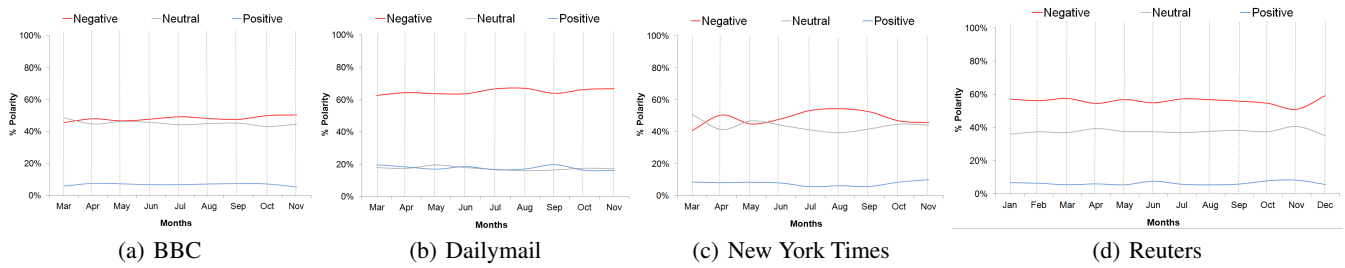 Negative Neutral Positive
100%
80%
60%
40%
20%
0%
% Polarity
Mar Apr May Jun Jul Aug Sep Oct Nov
Months
(a) BBC
Negative Neutral Positive
100%
80%
60%
40%
20%
0%
% Polarity
Mar Apr May Jun Jul Aug Sep Oct Nov
Months
(b) Dailymail
Negative Neutral Positive
100%
80%
60%
40%
20%
0%
% Polarity
Mar Apr May Jun Jul Aug Sep Oct Nov
Months
(c) New York Times
Negative Neutral Positive
100%
80%
60%
40%
20%
0%
% Polarity
Jan Feb Mar Apr May Jun Jul Aug Sep Oct Nov Dec
Months
(d) Reuters